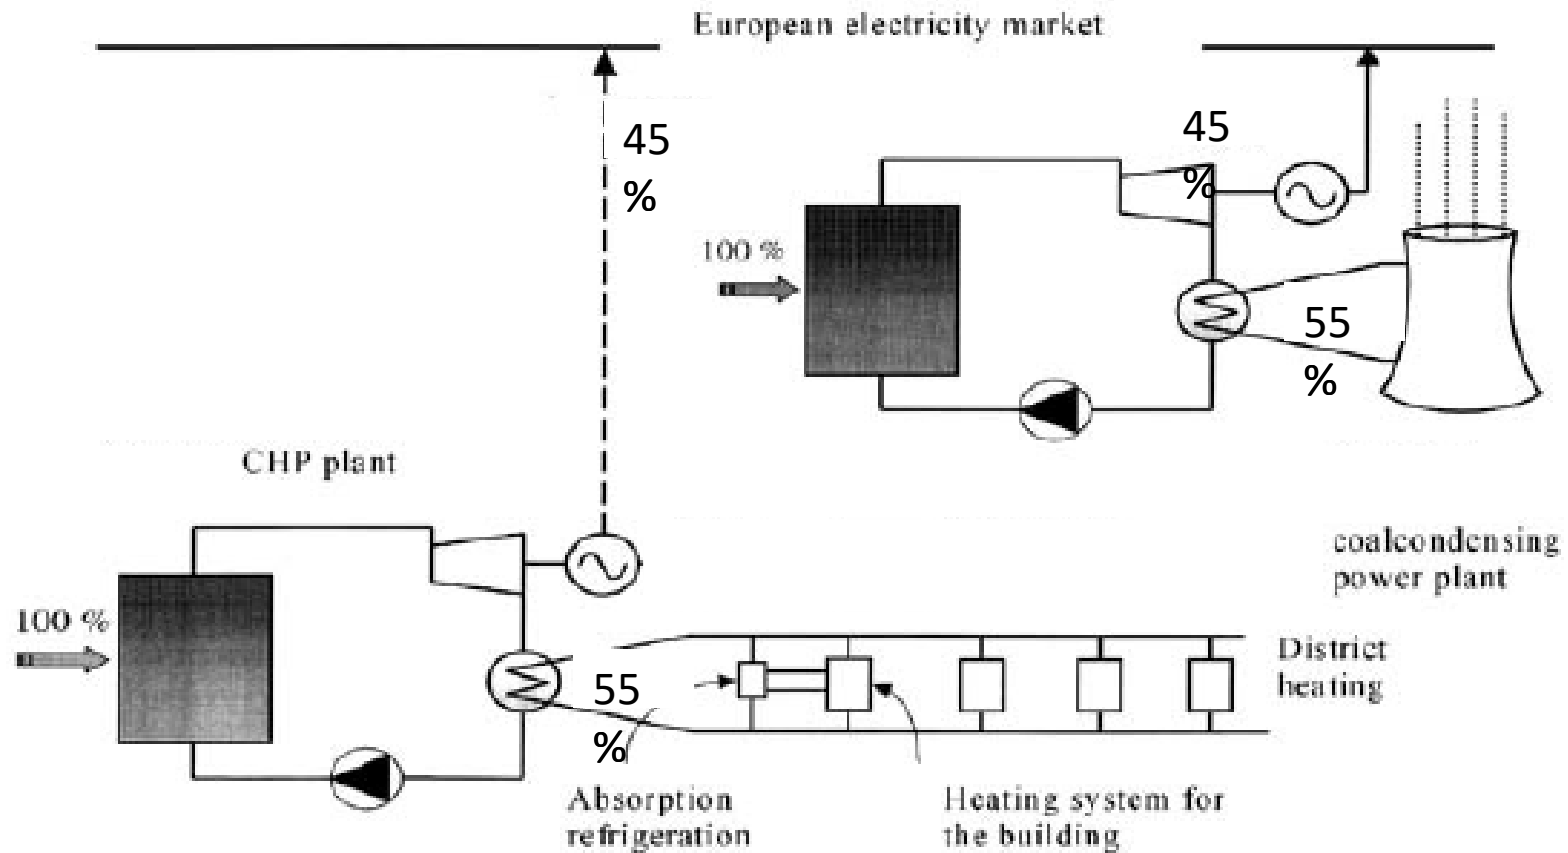 European electricity market
45
%
45
%
100 %
55
%
CHP plant
coalcondensing
power plant
100 %
District
heating
55
%
Absorption
refrigeration
Heating system for
the building